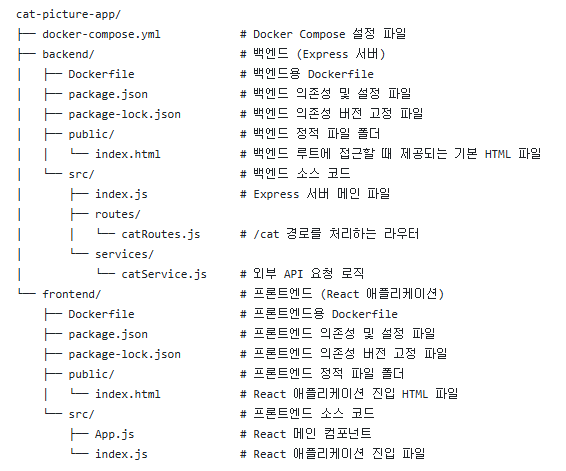 cat-picture-app/
├── docker-compose.yml            # Docker Compose 설정 파일
├── backend/                      # 백엔드 (Express 서버)
│   ├── Dockerfile                # 백엔드용 Dockerfile
│   ├── package.json              # 백엔드 의존성 및 설정 파일
│   ├── package-lock.json         # 백엔드 의존성 버전 고정 파일
│   ├── public/                   # 백엔드 정적 파일 폴더
│   │   └── index.html            # 백엔드 루트에 접근할 때 제공되는 기본 HTML 파일
│   └── src/                      # 백엔드 소스 코드
│       ├── index.js              # Express 서버 메인 파일
│       ├── routes/
│       │   └── catRoutes.js      # /cat 경로를 처리하는 라우터
│       └── services/
│           └── catService.js     # 외부 API 요청 로직
└── frontend/                     # 프론트엔드 (React 애플리케이션)
    ├── Dockerfile                # 프론트엔드용 Dockerfile
    ├── package.json              # 프론트엔드 의존성 및 설정 파일
    ├── package-lock.json         # 프론트엔드 의존성 버전 고정 파일
    ├── public/                   # 프론트엔드 정적 파일 폴더
    │   └── index.html            # React 애플리케이션 진입 HTML 파일
    └── src/                      # 프론트엔드 소스 코드
        ├── App.js                # React 메인 컴포넌트
        └── index.js              # React 애플리케이션 진입 파일